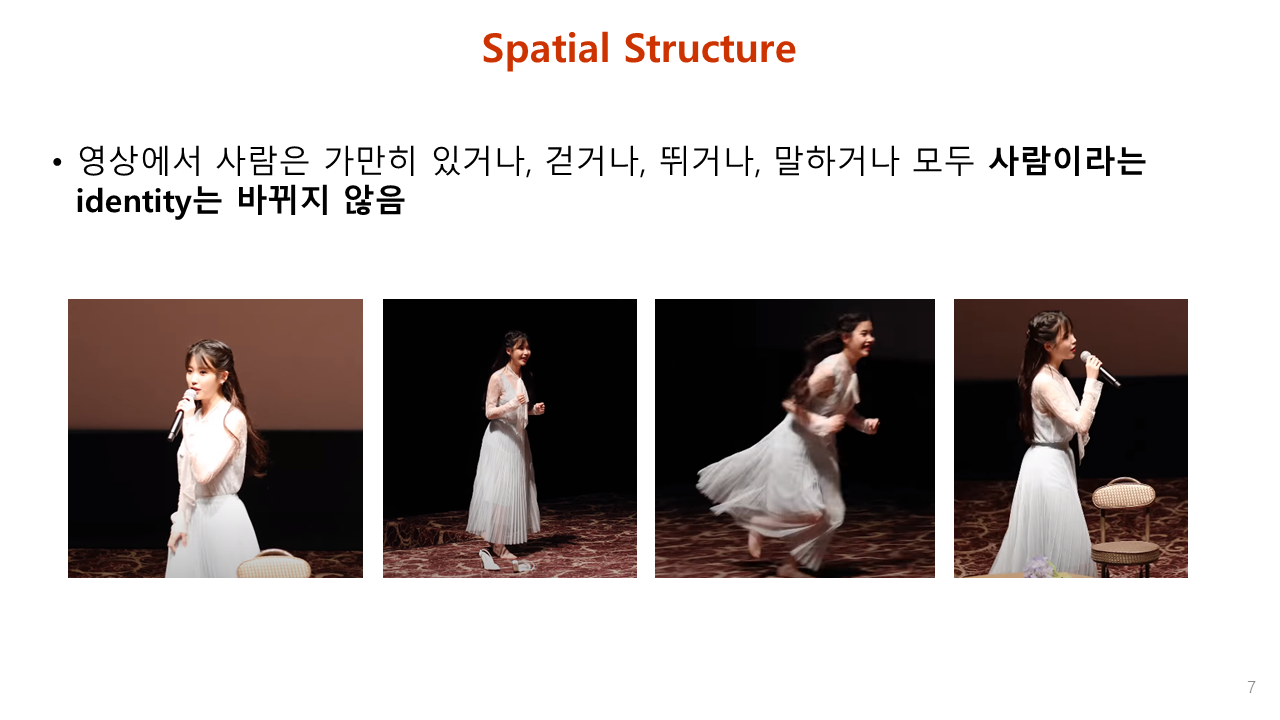 Spatial Structure
• 영상에서 사람은 가만히 있거나, 걷거나, 뛰거나, 말하거나 모두 사람이라는
identity는 바뀌지 않음
7